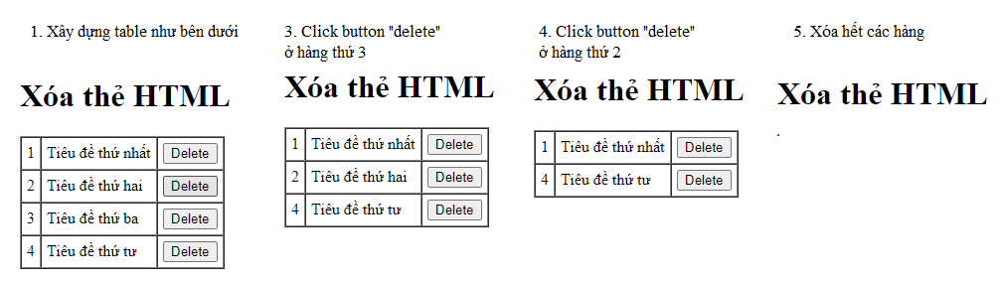 1. Xây dựng table như bên dưới
Xóa thẻ HTML
1 Tiêu đề thứ nhất Delete
2 Tiêu đề thứ hai Delete
3 Tiêu đề thứ ba Delete
4 Tiêu đề thứ tư Delete
3. Click button "delete"
ở hàng thứ 3
Xóa thẻ HTML
1 Tiêu đề thứ nhất Delete
2 Tiêu đề thứ hai Delete
4 Tiêu đề thứ tư Delete
4. Click button "delete"
ở hàng thứ 2
Xóa thẻ HTML
1 Tiêu đề thứ nhất Delete
4 Tiêu đề thứ tư Delete
5. Xóa hết các hàng
Xóa thẻ HTML